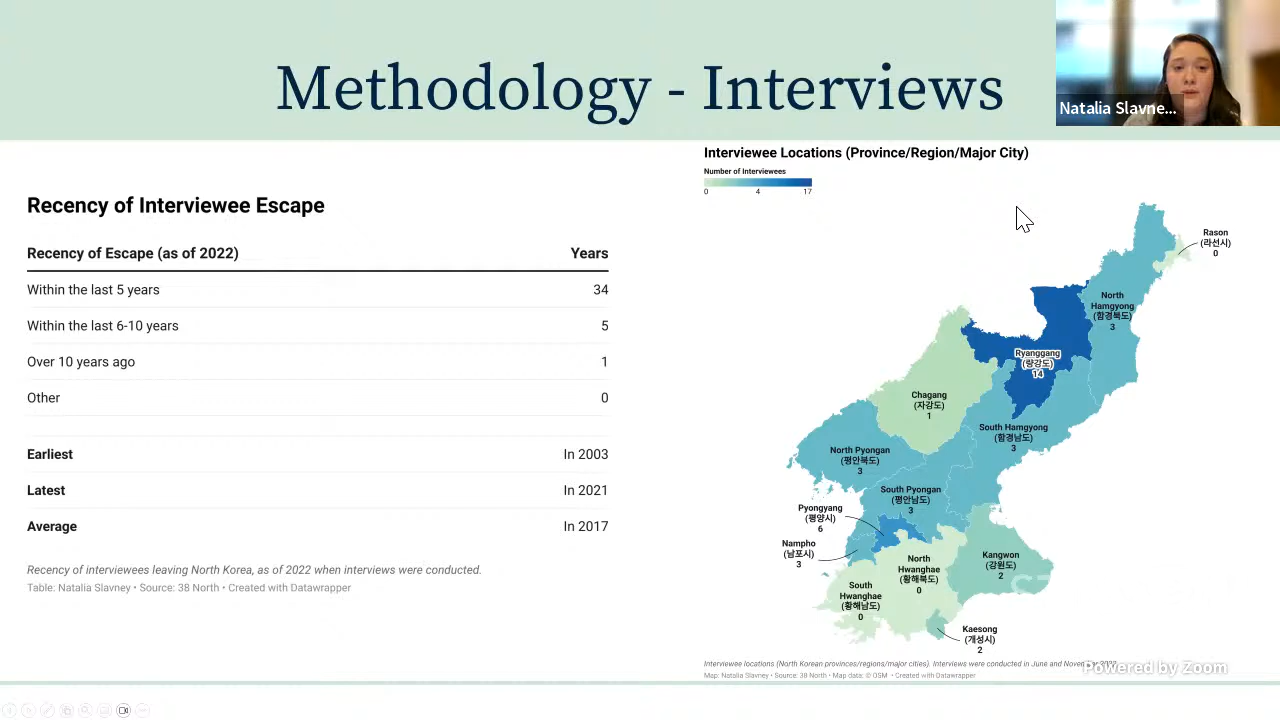 Methodology - Interviews
Natalia Slavne...
Recency of Interviewee Escape
Recency of Escape (as of 2022) Years
Within the last 5 years 34
Within the last 6-10 years 5
Over 10 years ago 1
Other 0
Earliest In 2003
Latest In 2021
Average In 2017
Recency of interviewees leaving North Korea, as of 2022 when interviews were conducted.
Table: Natalia Slavney • Source: 38 North • Created with Datawrapper
Interviewee Locations (Province/Region/Major City)
Number of Interviewees
0 4 17
Rason
(라선시)
0
North
Hamgyong
(함경북도)
3
Ryanggang
(량강도)
14
Chagang
(자강도)
1
South Hamgyong
(함경남도)
3
North Pyongan
(평안북도)
3
South Pyongan
(평안남도)
3
Pyongyang
(평양시)
6
Nampho
(남포시)
3
North
Hwanghae
(황해북도)
0
Kangwon
(강원도)
2
South
Hwanghae
(황해남도)
0
Kaesong
(개성시)
2
Interviewee locations (North Korean provinces/regions/major cities). Interviews were conducted in June and
Map: Natalia Slavney • Source: 38 North • Map data: © OSM • Created with Datawrapper
Powered by Zoom